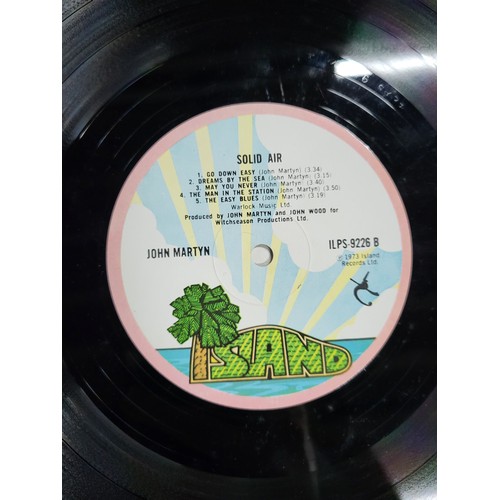 SOLID AIR
1. GO DOWN EASY (John Martyn) (3.34)
2. DREAMS BY THE SEA (John Martyn) (3.15)
3. MAY YOU NEVER (John Martyn) (3.40)
4. THE MAN IN THE STATION (John Martyn) (3.50)
5. THE EASY BLUES (John Martyn) (3.19)
Warlock Music Ltd.
Produced by JOHN MARTYN and JOHN WOOD for
Witchseason Productions Ltd.
JOHN MARTYN
ILPS-9226 B
℗ 1973 Island
Records Ltd.
ISLAND